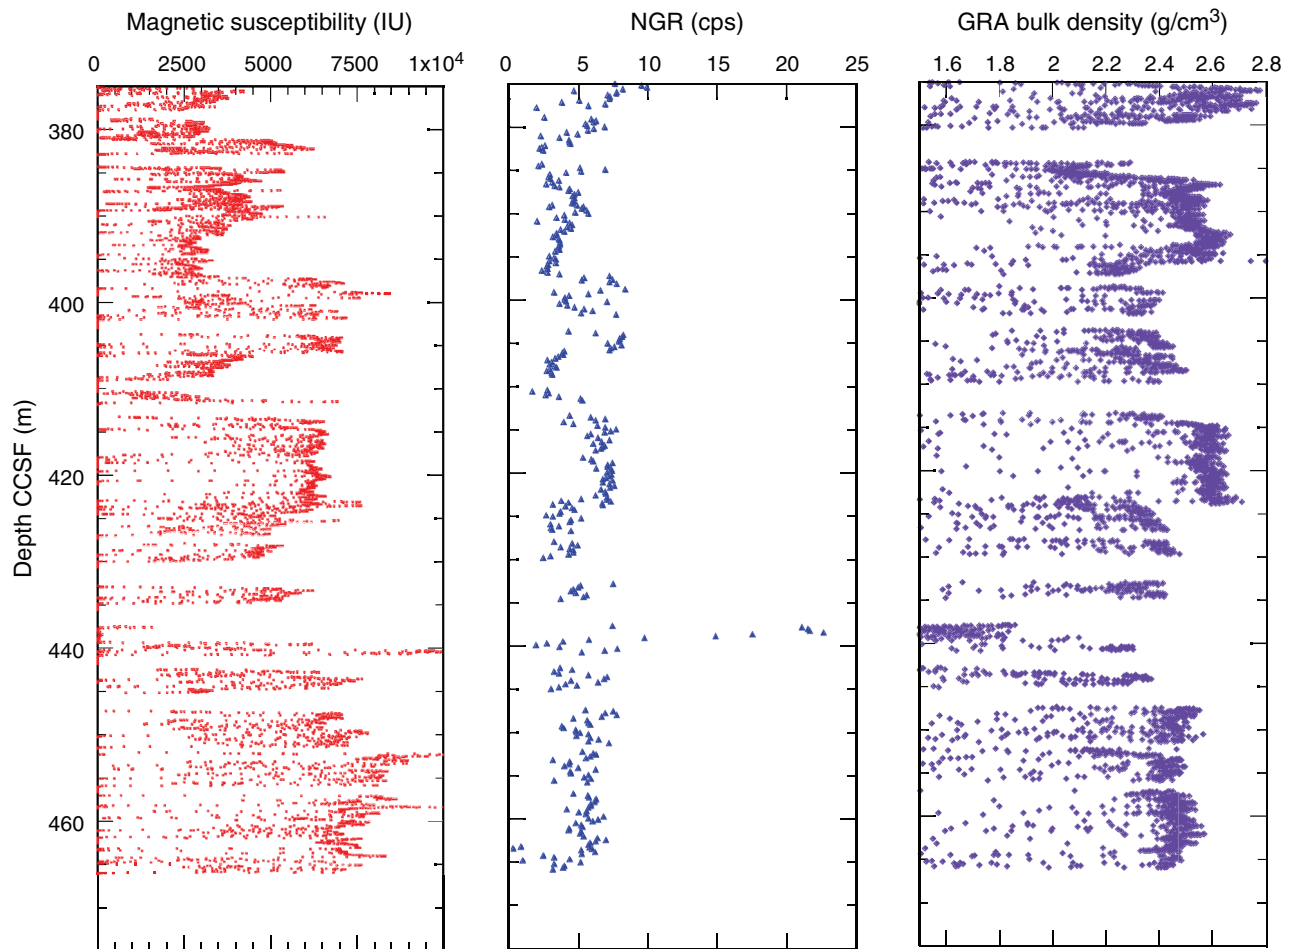 Magnetic susceptibility (IU)
NGR (cps)
GRA bulk density (g/cm³)
0 2500 5000 7500 1x10⁴
0 5 10 15 20 25
1.6 1.8 2 2.2 2.4 2.6 2.8
Depth CCSF (m)
380
400
420
440
460